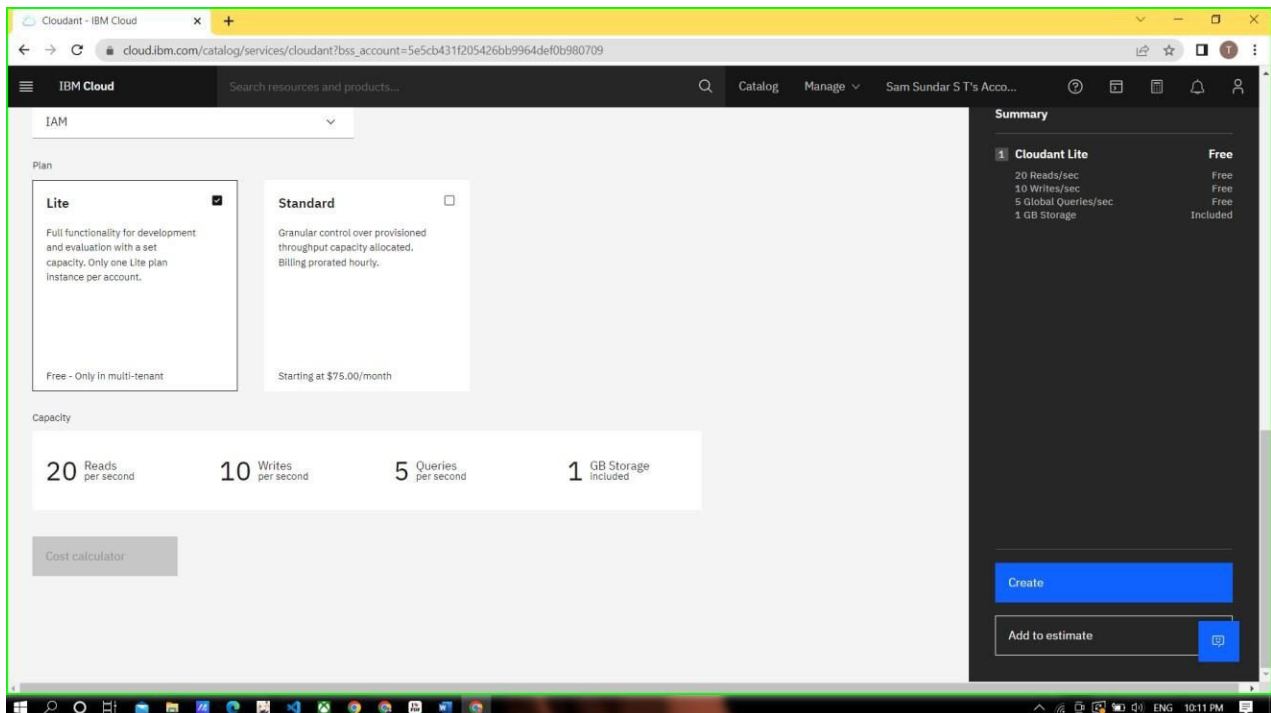 Cloudant - IBM Cloud
cloud.ibm.com/catalog/services/cloudant?bss_account=5e5cb431f205426bb9964def0b980709
T
IBM Cloud
Search resources and products...
Catalog
Manage
Sam Sundar S T's Acco...
IAM
Plan
Lite
Full functionality for development
and evaluation with a set
capacity. Only one Lite plan
instance per account.
Free - Only in multi-tenant
Standard
Granular control over provisioned
throughput capacity allocated.
Billing prorated hourly.
Starting at $75.00/month
Capacity
20 Reads
per second
10 Writes
per second
5 Queries
per second
1 GB Storage
included
Cost calculator
Summary
1 Cloudant Lite Free
20 Reads/sec Free
10 Writes/sec Free
5 Global Queries/sec Free
1 GB Storage Included
Create
Add to estimate
ENG 10:11 PM